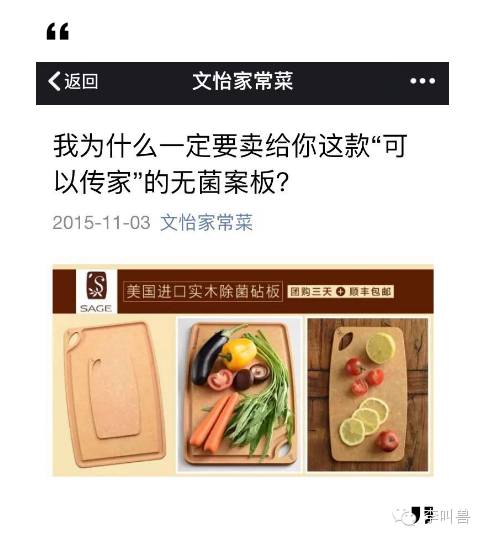 “
返回 文怡家常菜 •••
我为什么一定要卖给你这款“可
以传家”的无菌案板?
2015-11-03 文怡家常菜
S
SAGE
美国进口实木除菌砧板 团购三天 + 顺丰包邮
”
李叫兽